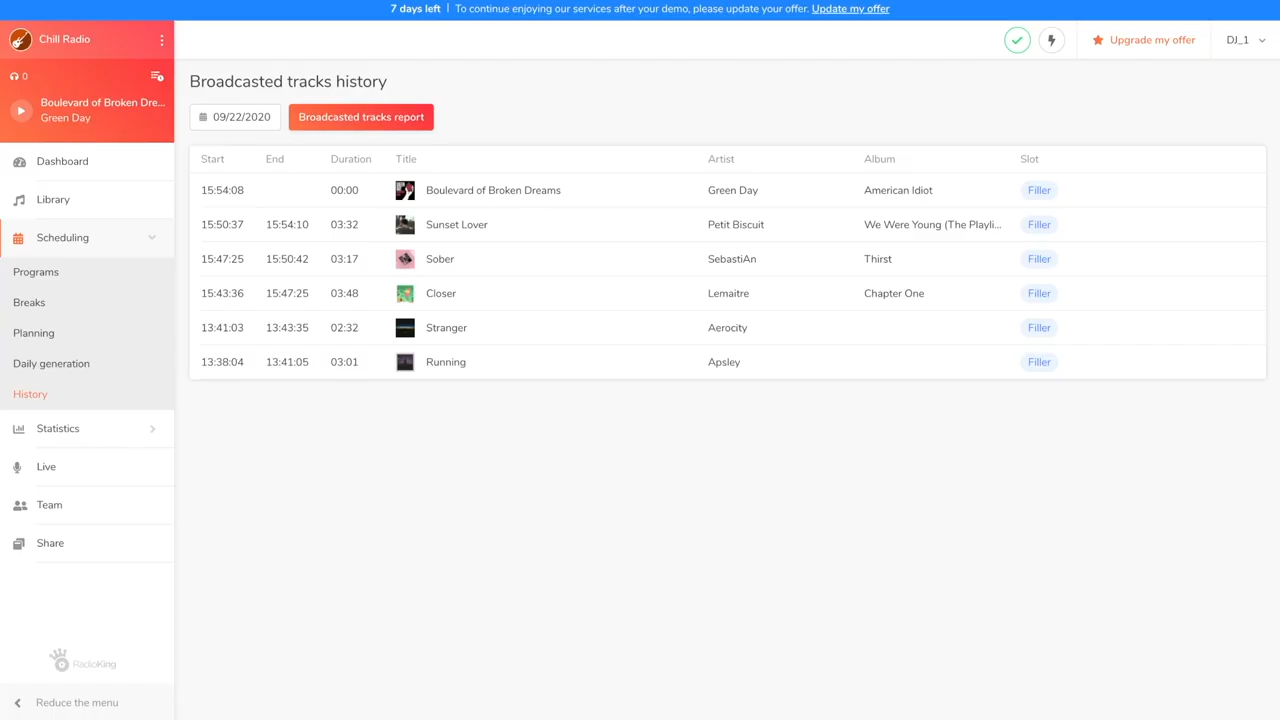 7 days left | To continue enjoying our services after your demo, please update your offer. Update my offer
Chill Radio
Upgrade my offer
DJ_1
0
Boulevard of Broken Dre...
Green Day
Broadcasted tracks history
09/22/2020
Broadcasted tracks report
Dashboard
Library
Scheduling
Programs
Breaks
Planning
Daily generation
History
Statistics
Live
Team
Share
RadioKing
Reduce the menu
Start End Duration Title Artist Album Slot
15:54:08 00:00 Boulevard of Broken Dreams Green Day American Idiot Filler
15:50:37 15:54:10 03:32 Sunset Lover Petit Biscuit We Were Young (The Playli... Filler
15:47:25 15:50:42 03:17 Sober SebastiAn Thirst Filler
15:43:36 15:47:25 03:48 Closer Lemaitre Chapter One Filler
13:41:03 13:43:35 02:32 Stranger Aerocity Filler
13:38:04 13:41:05 03:01 Running Apsley Filler